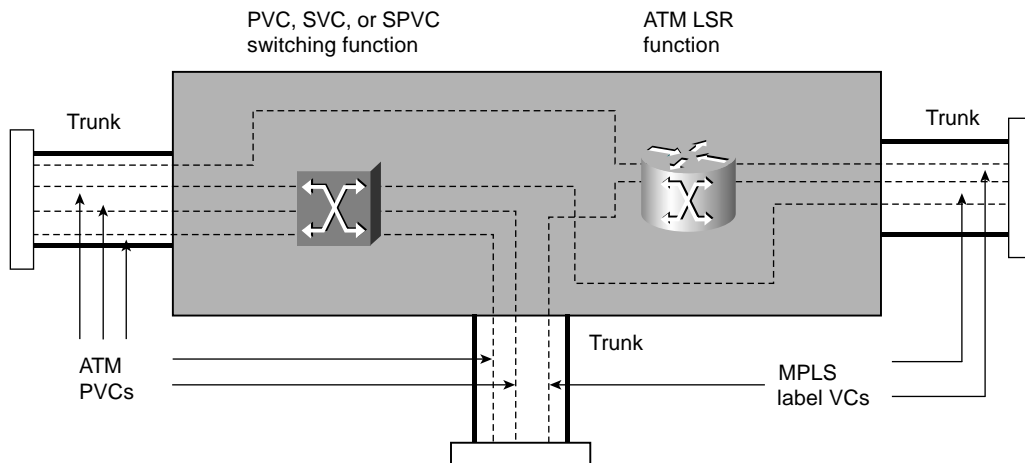 PVC, SVC, or SPVC
switching function
ATM LSR
function
Trunk
Trunk
Trunk
ATM
PVCs
MPLS
label VCs